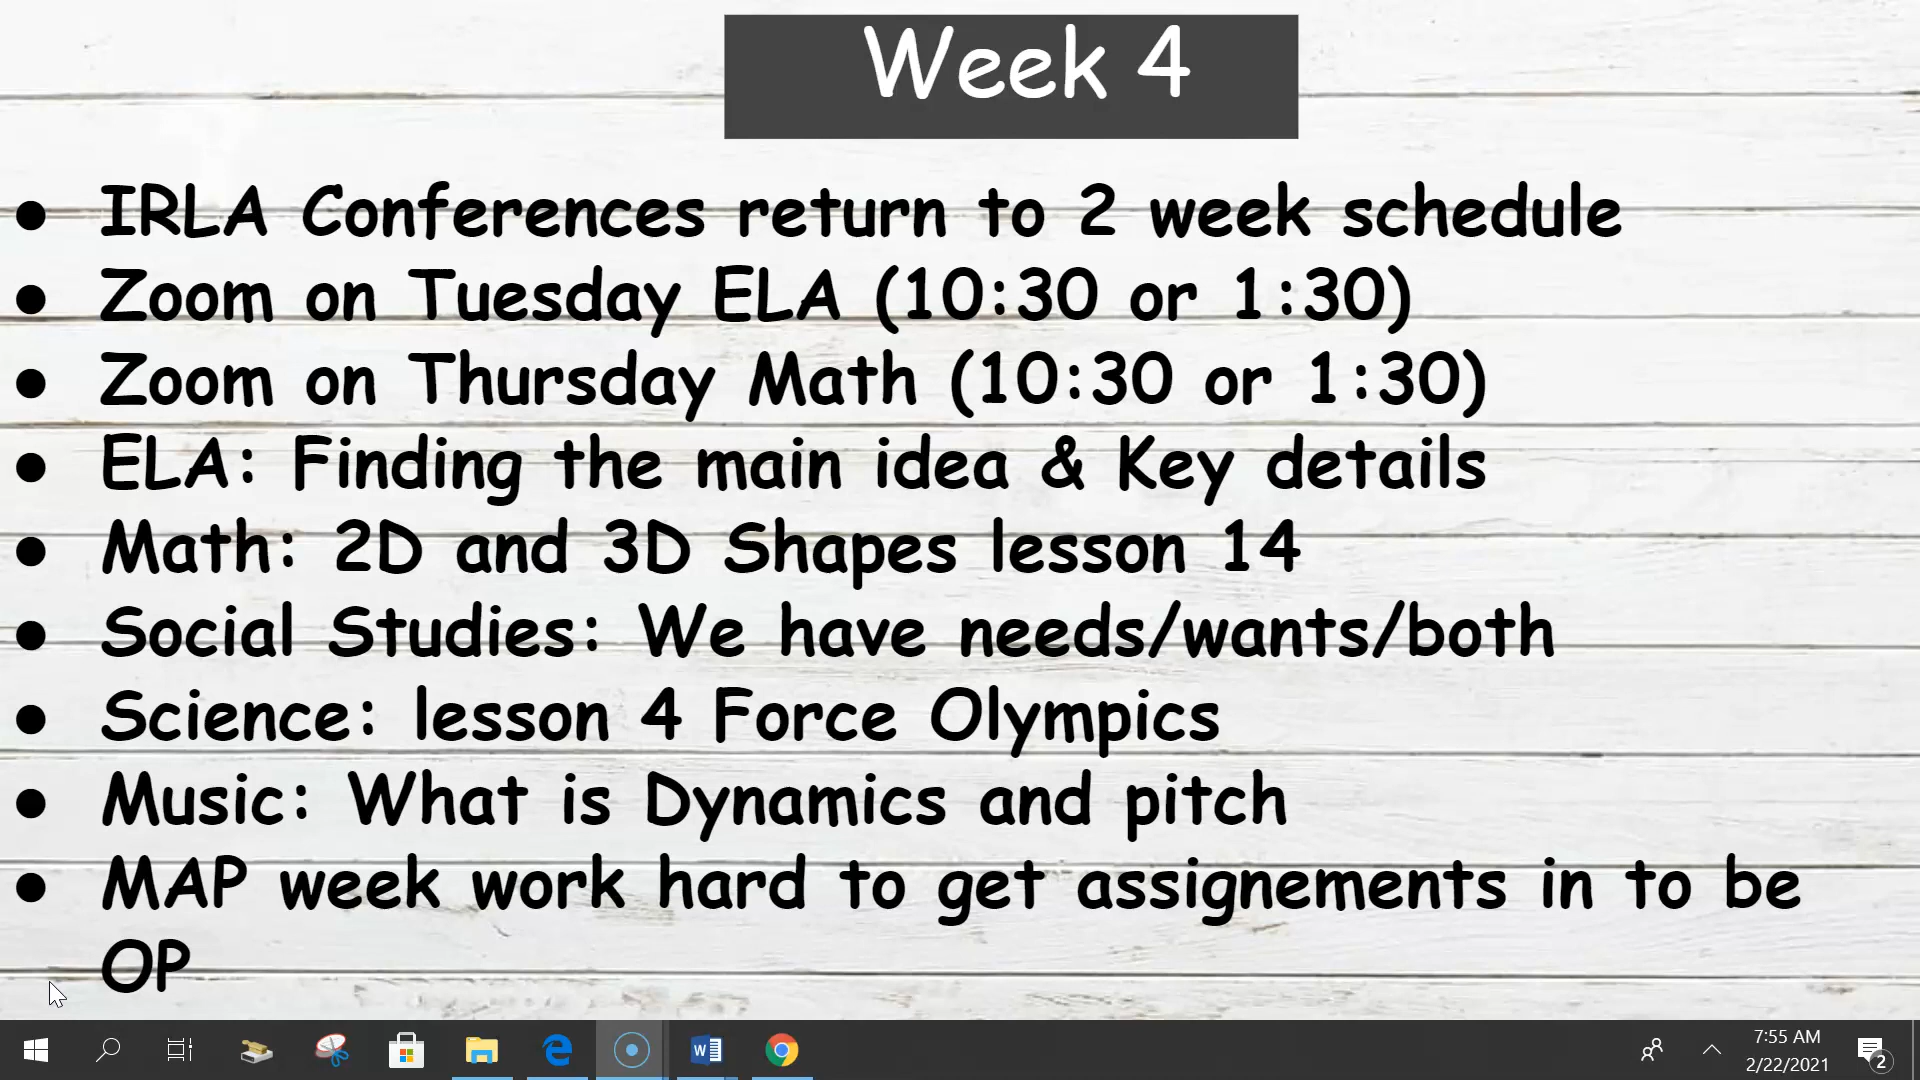 Week 4
● IRLA Conferences return to 2 week schedule
● Zoom on Tuesday ELA (10:30 or 1:30)
● Zoom on Thursday Math (10:30 or 1:30)
● ELA: Finding the main idea & Key details
● Math: 2D and 3D Shapes lesson 14
● Social Studies: We have needs/wants/both
● Science: lesson 4 Force Olympics
● Music: What is Dynamics and pitch
● MAP week work hard to get assignements in to be
OP
7:55 AM
2/22/2021
2